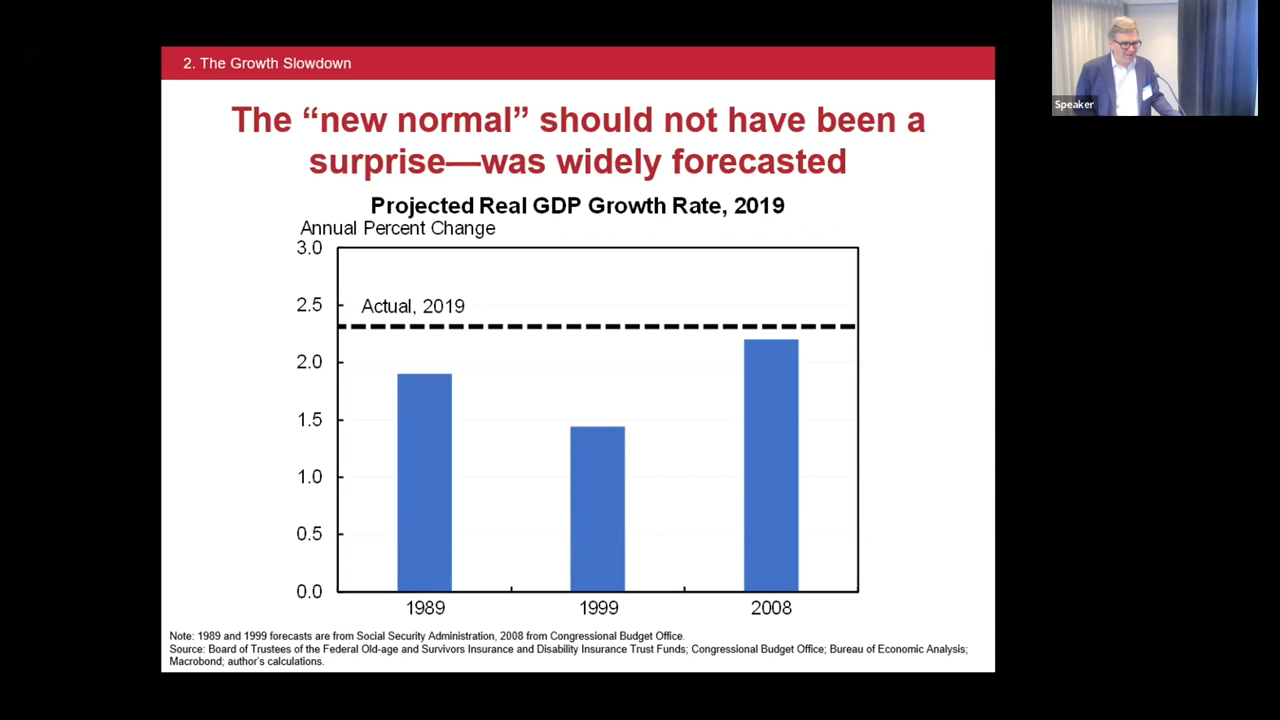 2. The Growth Slowdown
The “new normal” should not have been a
surprise—was widely forecasted
Projected Real GDP Growth Rate, 2019
Annual Percent Change
3.0
2.5
Actual, 2019
2.0
1.5
1.0
0.5
0.0
1989 1999 2008
Note: 1989 and 1999 forecasts are from Social Security Administration, 2008 from Congressional Budget Office.
Source: Board of Trustees of the Federal Old-age and Survivors Insurance and Disability Insurance Trust Funds; Congressional Budget Office; Bureau of Economic Analysis;
Macrobond; author’s calculations.
Speaker